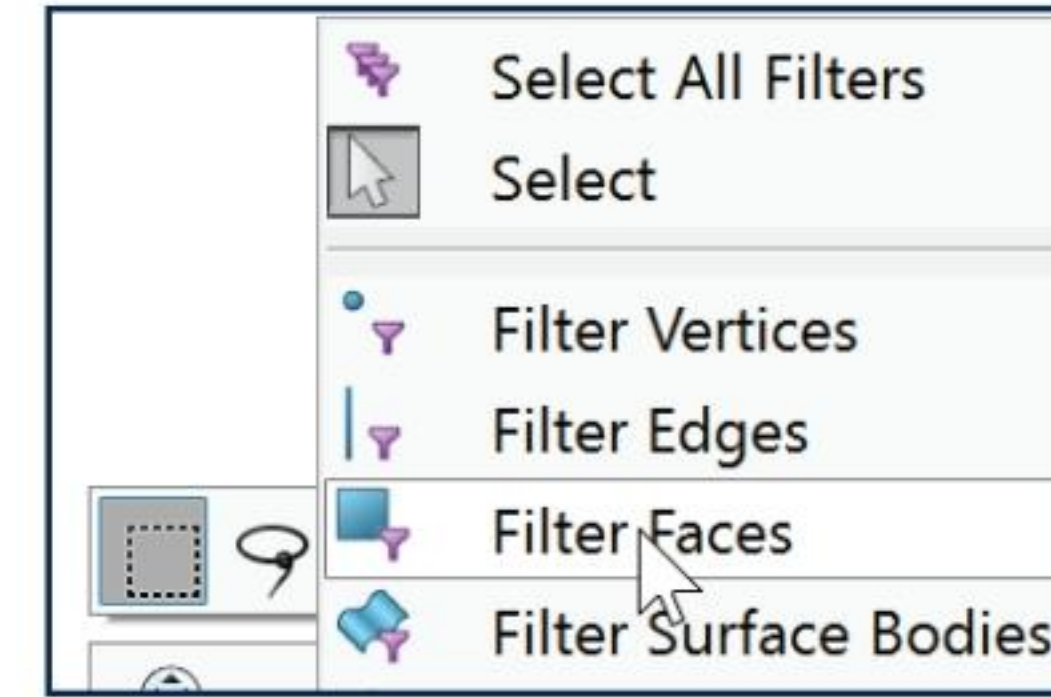 Select All Filters
Select
Filter Vertices
Filter Edges
Filter Faces
Filter Surface Bodies